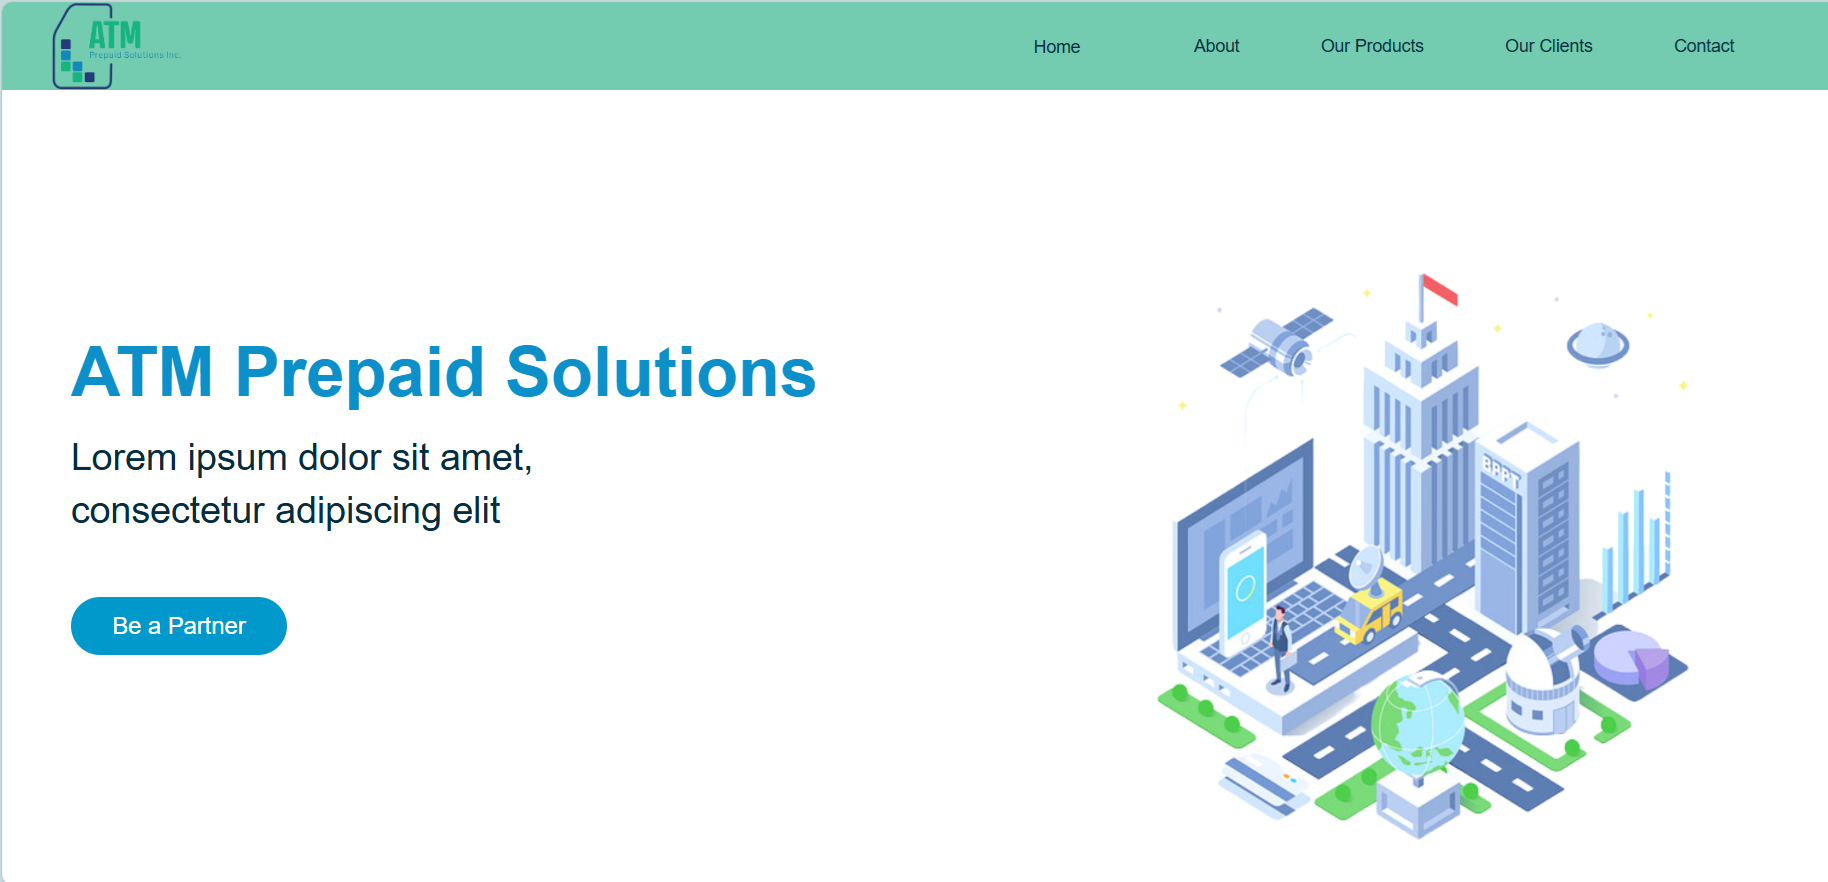 ATM
Prepaid Solutions Inc.
Home
About
Our Products
Our Clients
Contact
ATM Prepaid Solutions
Lorem ipsum dolor sit amet,
consectetur adipiscing elit
Be a Partner
BPPT